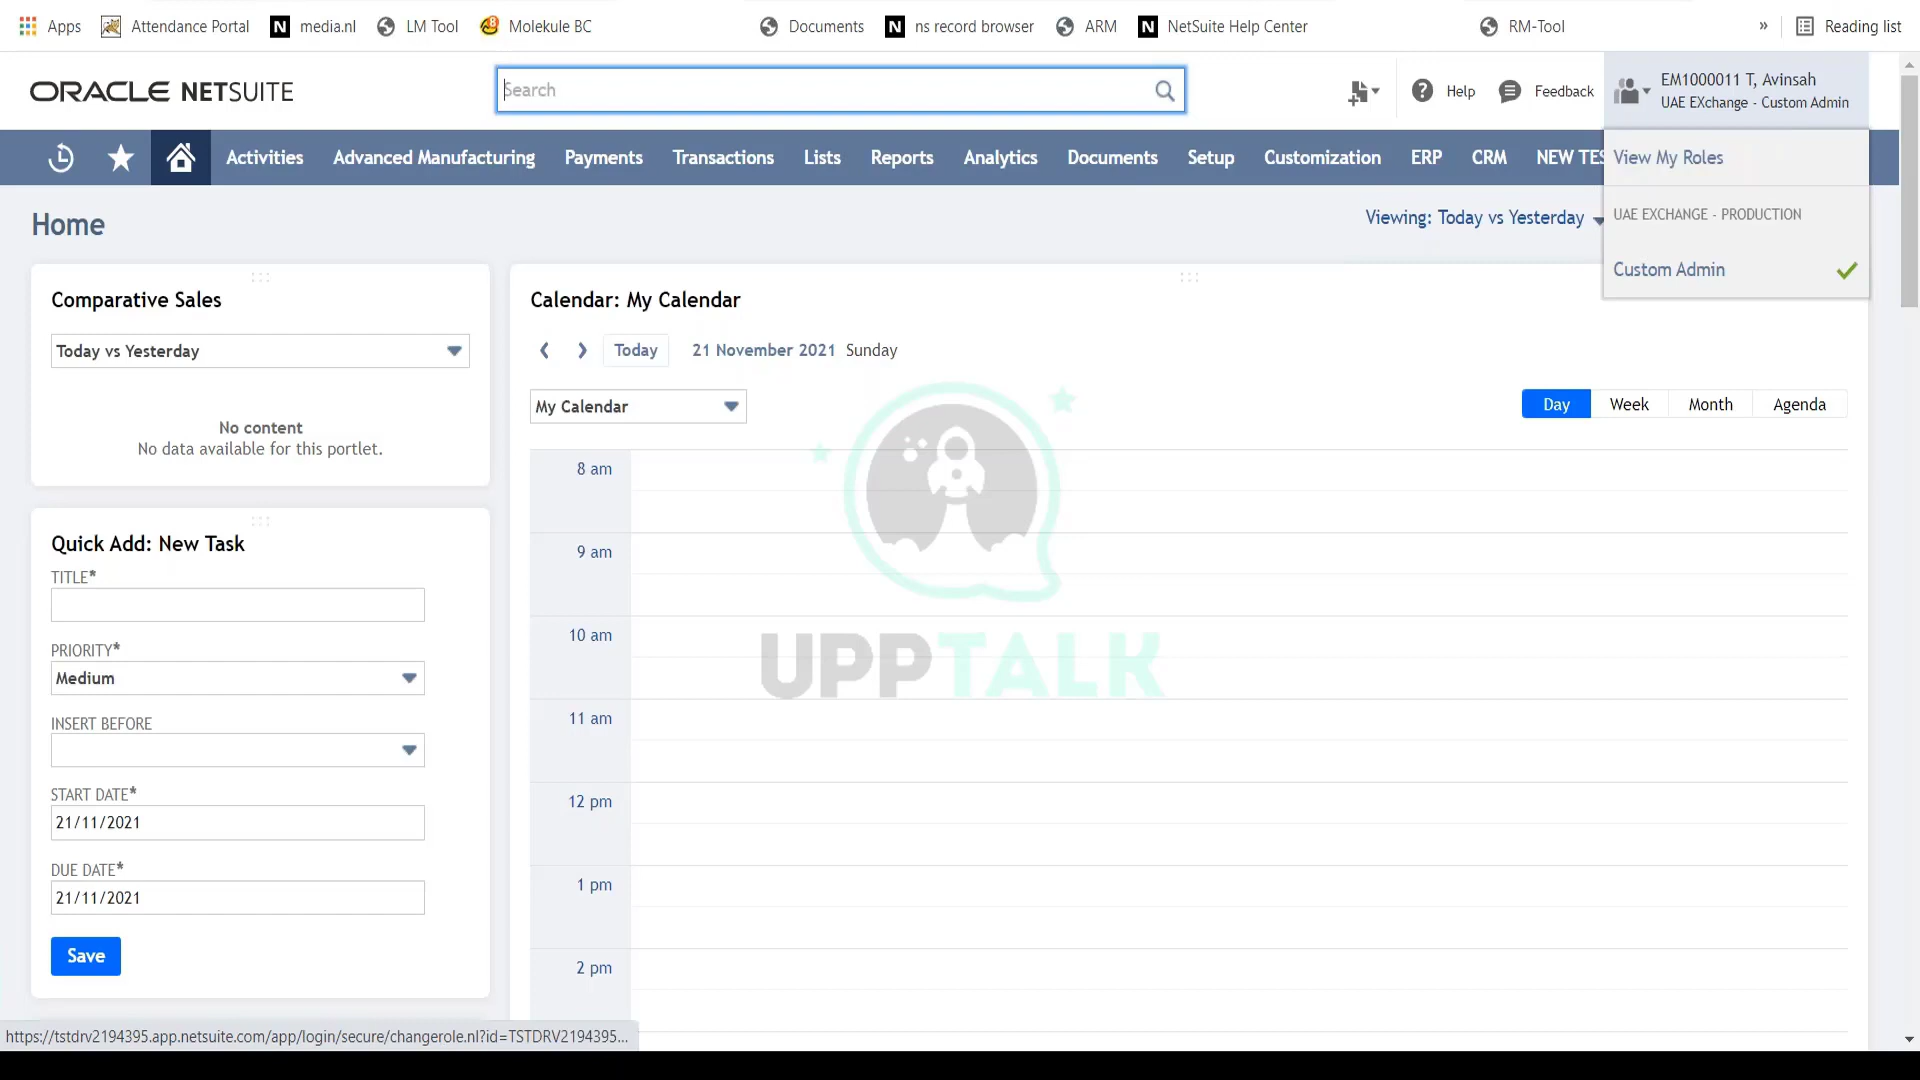 Apps
Attendance Portal
media.nl
LM Tool
Molekule BC
Documents
ns record browser
ARM
NetSuite Help Center
RM-Tool
»
Reading list
ORACLE NETSUITE
Search
Help
Feedback
EM1000011 T, Avinsah
UAE EXchange - Custom Admin
Activities
Advanced Manufacturing
Payments
Transactions
Lists
Reports
Analytics
Documents
Setup
Customization
ERP
CRM
NEW TES
View My Roles
UAE EXCHANGE - PRODUCTION
Custom Admin
Home
Viewing: Today vs Yesterday
Comparative Sales
Today vs Yesterday
No content
No data available for this portlet.
Quick Add: New Task
TITLE*
PRIORITY*
Medium
INSERT BEFORE
START DATE*
21/11/2021
DUE DATE*
21/11/2021
Save
Calendar: My Calendar
Today
21 November 2021 Sunday
My Calendar
Day
Week
Month
Agenda
8 am
9 am
10 am
11 am
12 pm
1 pm
2 pm
UPPTALK
https://tstdrv2194395.app.netsuite.com/app/login/secure/changerole.nl?id=TSTDRV2194395...